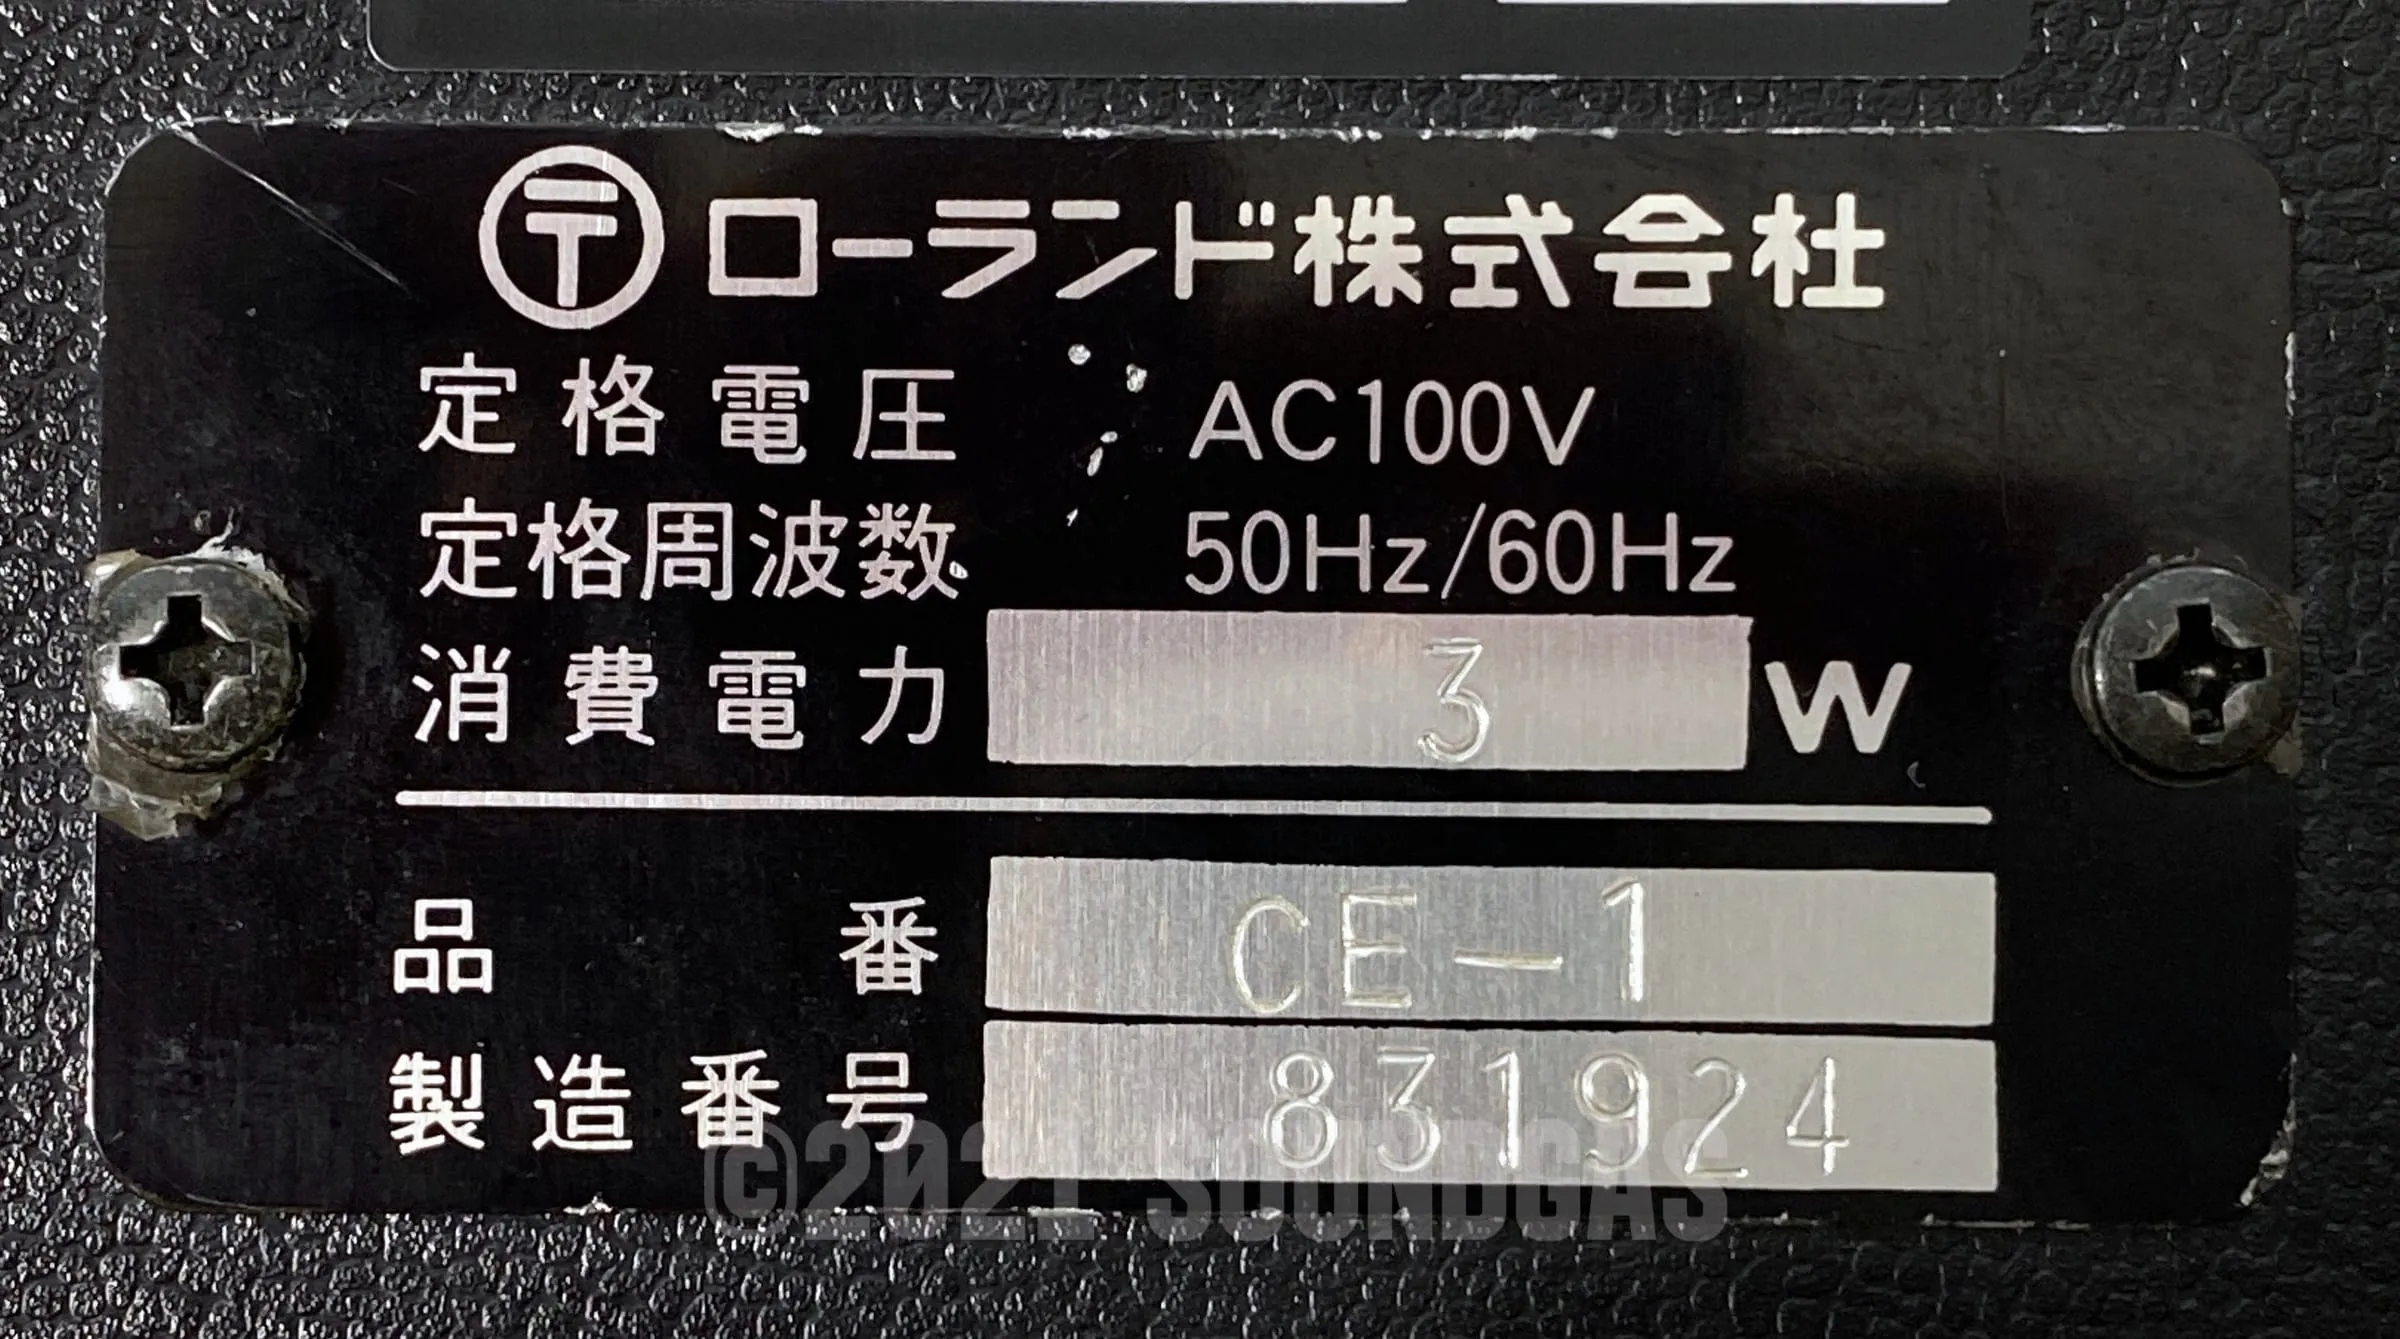 〶ローランド株式会社
定格電圧 AC100V
定格周波数 50Hz/60Hz
消費電力 3 W
品番 CE-1
製造番号 831924
©2021 SOUNDGAS